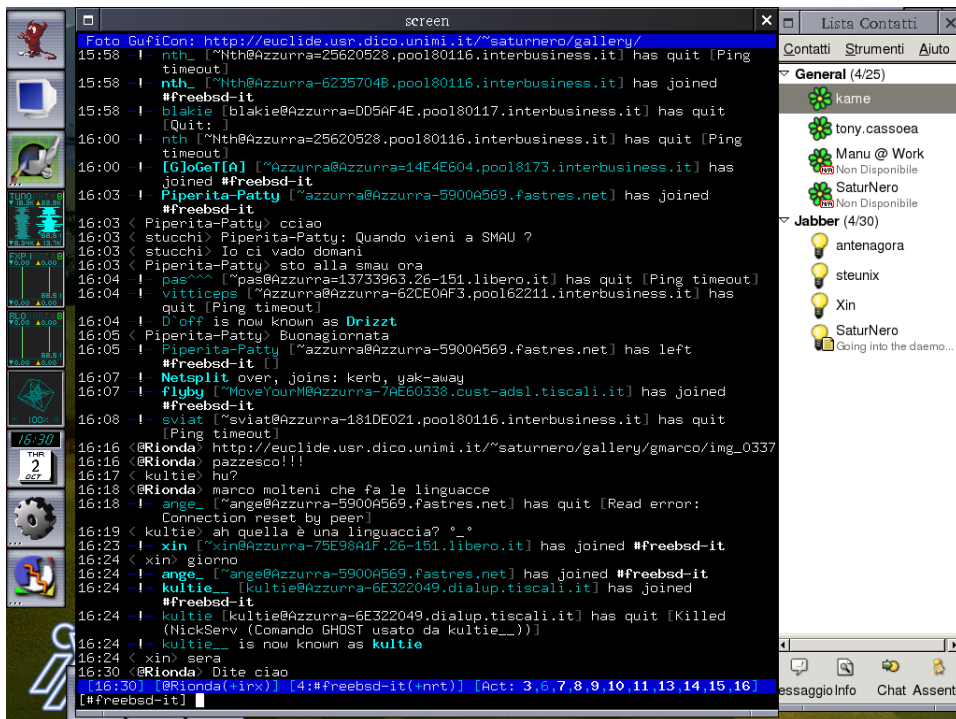 screen
Foto GufiCon: http://euclide.usr.dico.unimi.it/~saturnero/gallery/
15:58 -!- nth_ [~Nth@Azzurra=25620528.pool80116.interbusiness.it] has quit [Ping
timeout]
15:58 -!- nth_ [~Nth@Azzurra-6235704B.pool80116.interbusiness.it] has joined
#freebsd-it
15:58 -!- blakie [blakie@Azzurra=DD5AF4E.pool80117.interbusiness.it] has quit
[Quit: ]
16:00 -!- nth [~Nth@Azzurra=25620528.pool80116.interbusiness.it] has quit [Ping
timeout]
16:00 -!- [G]oGeT[A] [~Azzurra@Azzurra=14E4E604.pool8173.interbusiness.it] has
joined #freebsd-it
16:03 -!- Piperita-Patty [~azzurra@Azzurra-5900A569.fastres.net] has joined
#freebsd-it
16:03 < Piperita-Patty> cciao
16:03 < stucchi> Piperita-Patty: Quando vieni a SMAU ?
16:03 < stucchi> Io ci vado domani
16:03 < Piperita-Patty> sto alla smau ora
16:04 -!- pas^^^ [~pas@Azzurra=13733963.26-151.libero.it] has quit [Ping timeout]
16:04 -!- vitticeps [~Azzurra@Azzurra-62CE0AF3.pool62211.interbusiness.it] has
quit [Ping timeout]
16:04 -!- D`off is now known as Drizzt
16:05 < Piperita-Patty> Buonagiornata
16:05 -!- Piperita-Patty [~azzurra@Azzurra-5900A569.fastres.net] has left
#freebsd-it []
16:07 -!- Netsplit over, joins: kerb, yak-away
16:07 -!- flyby [~MoveYourM@Azzurra-7AE60338.cust-adsl.tiscali.it] has joined
#freebsd-it
16:08 -!- sviat [~sviat@Azzurra-181DE021.pool80116.interbusiness.it] has quit
[Ping timeout]
16:16 <@Rionda> http://euclide.usr.dico.unimi.it/~saturnero/gallery/gmarco/img_0337
16:16 <@Rionda> pazzesco!!!
16:17 < kultie> hu?
16:18 <@Rionda> marco molteni che fa le linguacce
16:18 -!- ange_ [~ange@Azzurra-5900A569.fastres.net] has quit [Read error:
Connection reset by peer]
16:19 < kultie> ah quella è una linguaccia? °_°
16:23 -!- xin [~xin@Azzurra-75E98A1F.26-151.libero.it] has joined #freebsd-it
16:24 < xin> giorno
16:24 -!- ange_ [~ange@Azzurra-5900A569.fastres.net] has joined #freebsd-it
16:24 -!- kultie__ [kultie@Azzurra-6E322049.dialup.tiscali.it] has joined
#freebsd-it
16:24 -!- kultie [kultie@Azzurra-6E322049.dialup.tiscali.it] has quit [Killed
(NickServ (Comando GHOST usato da kultie__))]
16:24 -!- kultie__ is now known as kultie
16:24 < xin> sera
16:30 <@Rionda> Dite ciao
[16:30] [@Rionda(+irx)] [4:#freebsd-it(+nrt)] [Act: 3,6,7,8,9,10,11,13,14,15,16]
[#freebsd-it]
Lista Contatti
Contatti Strumenti Aiuto
General (4/25)
kame
tony.cassoea
Manu @ Work
Non Disponibile
SaturNero
Non Disponibile
Jabber (4/30)
antenagora
steunix
Xin
SaturNero
Going into the daemo...
essaggio Info Chat Assent
TUN0
FXP1
100%
16:30
THR
2
OCT